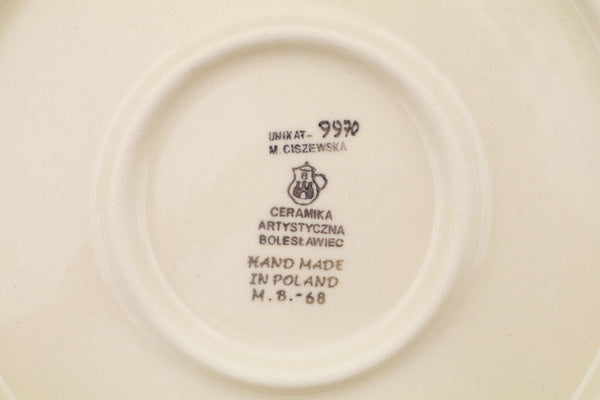 UNIKAT- 9970
M. CISZEWSKA
B
CERAMIKA
ARTYSTYCZNA
BOLESŁAWIEC
HAND MADE
IN POLAND
M.B.-68